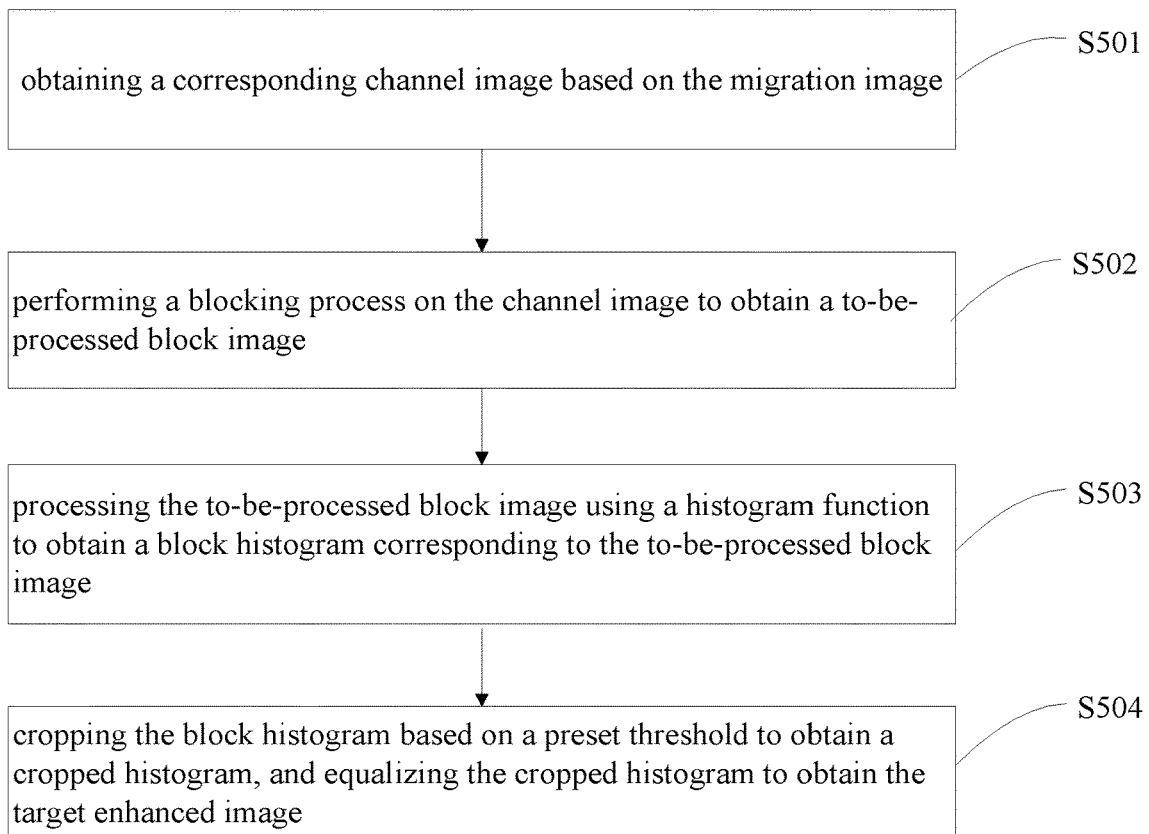 S501
obtaining a corresponding channel image based on the migration image
S502
performing a blocking process on the channel image to obtain a to-be-
processed block image
S503
processing the to-be-processed block image using a histogram function
to obtain a block histogram corresponding to the to-be-processed block
image
S504
cropping the block histogram based on a preset threshold to obtain a
cropped histogram, and equalizing the cropped histogram to obtain the
target enhanced image